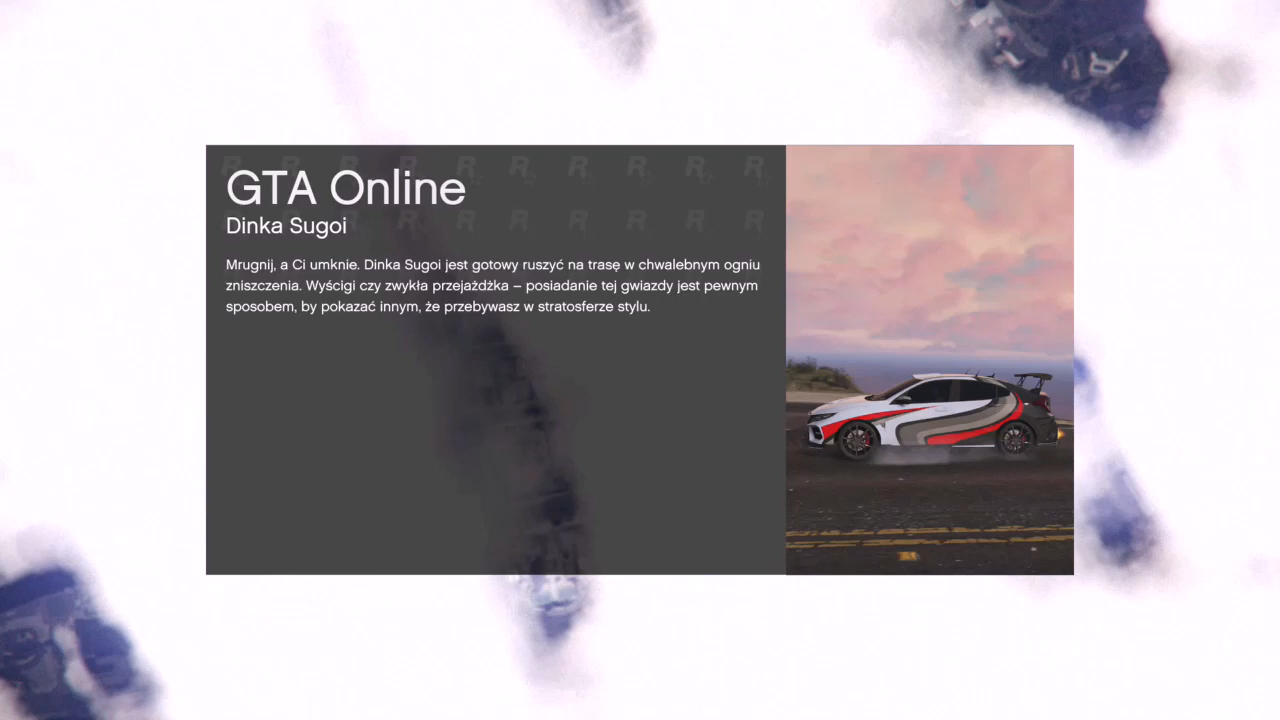 GTA Online
Dinka Sugoi
Mrugnij, a Ci umknie. Dinka Sugoi jest gotowy ruszyć na trasę w chwalebnym ogniu
zniszczenia. Wyścigi czy zwykła przejażdżka – posiadanie tej gwiazdy jest pewnym
sposobem, by pokazać innym, że przebywasz w stratosferze stylu.